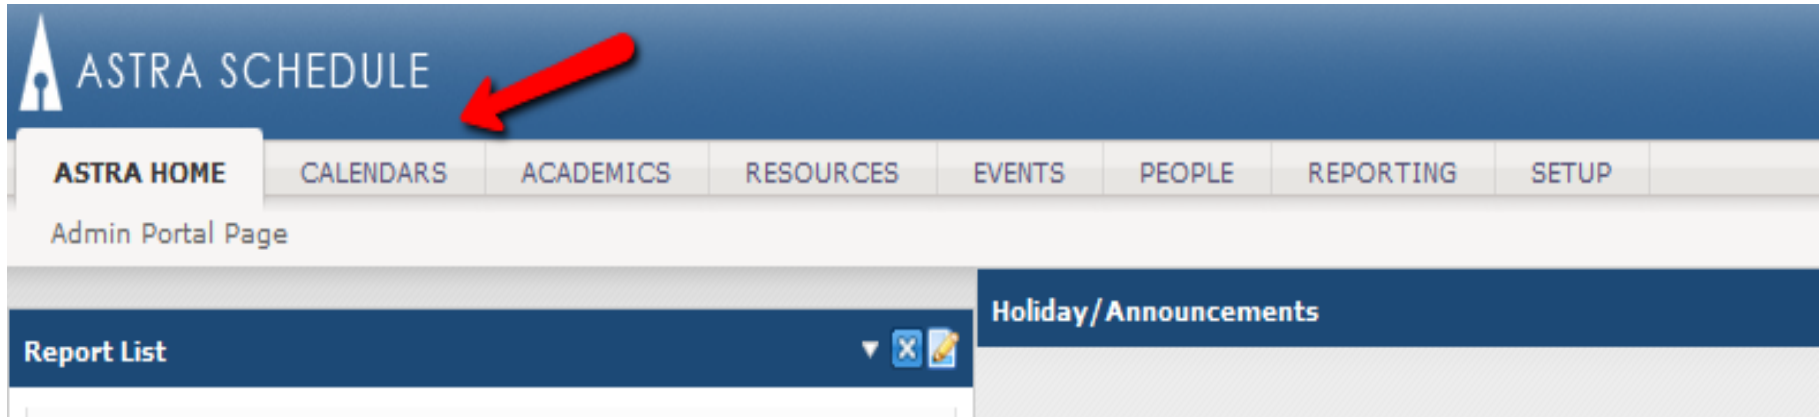 ASTRA SCHEDULE
ASTRA HOME CALENDARS ACADEMICS RESOURCES EVENTS PEOPLE REPORTING SETUP
Admin Portal Page
Holiday/Announcements
Report List